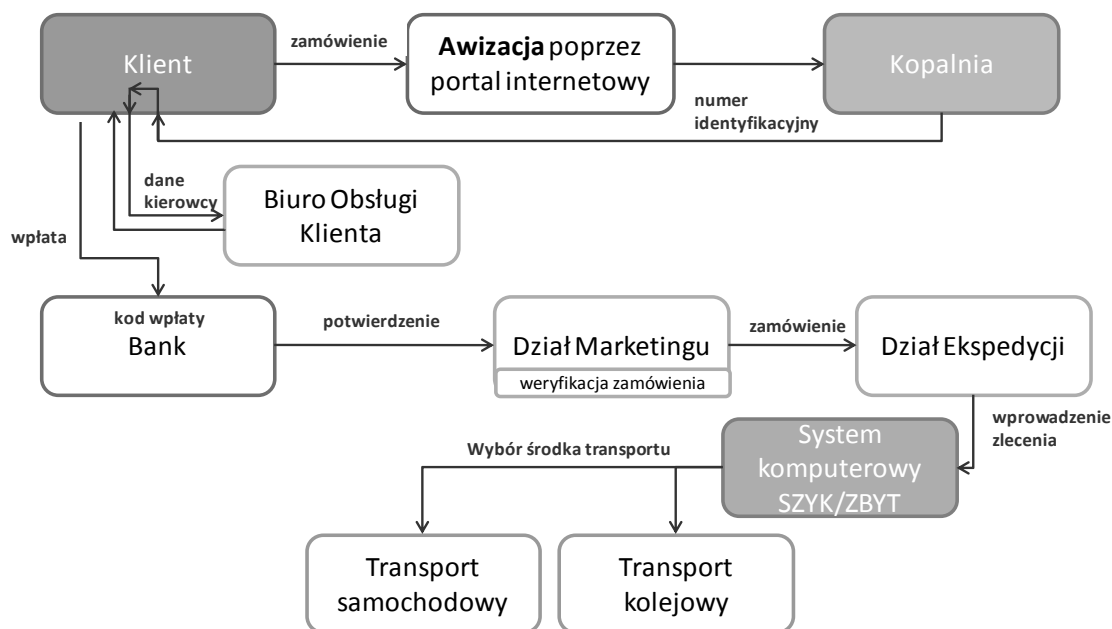 Klient
zamówienie
Awizacja poprzez
portal internetowy
Kopalnia
numer
identyfikacyjny
dane
kierowcy
Biuro Obsługi
Klienta
wpłata
kod wpłaty
Bank
potwierdzenie
Dział Marketingu
weryfikacja zamówienia
zamówienie
Dział Ekspedycji
wprowadzenie
zlecenia
System
komputerowy
SZYK/ZBYT
Wybór środka transportu
Transport
samochodowy
Transport
kolejowy